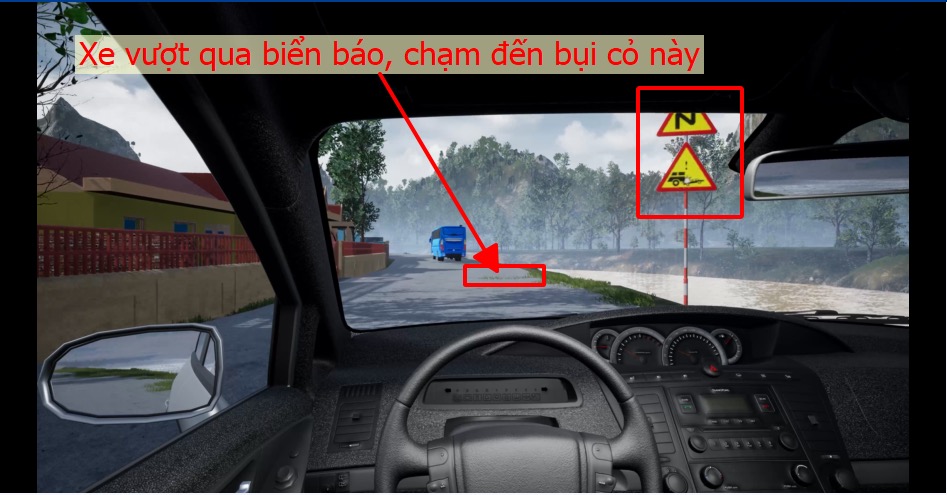 Xe vượt qua biển báo, chạm đến bụi cỏ này